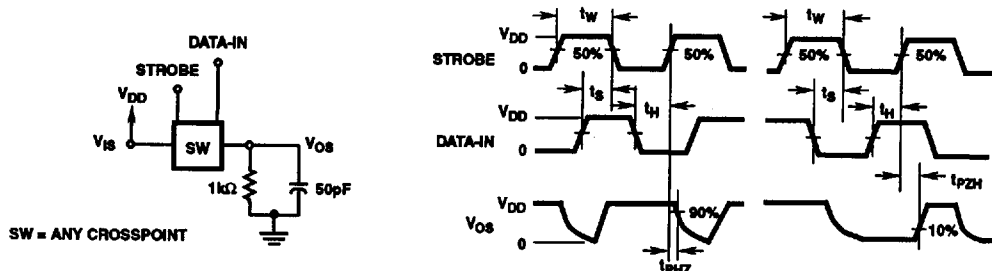 DATA-IN
STROBE
VDD
VIS
SW
VOS
1kΩ
50pF
SW = ANY CROSSPOINT
tW
VDD
STROBE
0
50%
50%
tS
tH
VDD
DATA-IN
0
VDD
VOS
0
90%
tPHZ
tW
50%
50%
tS
tH
tPZH
10%